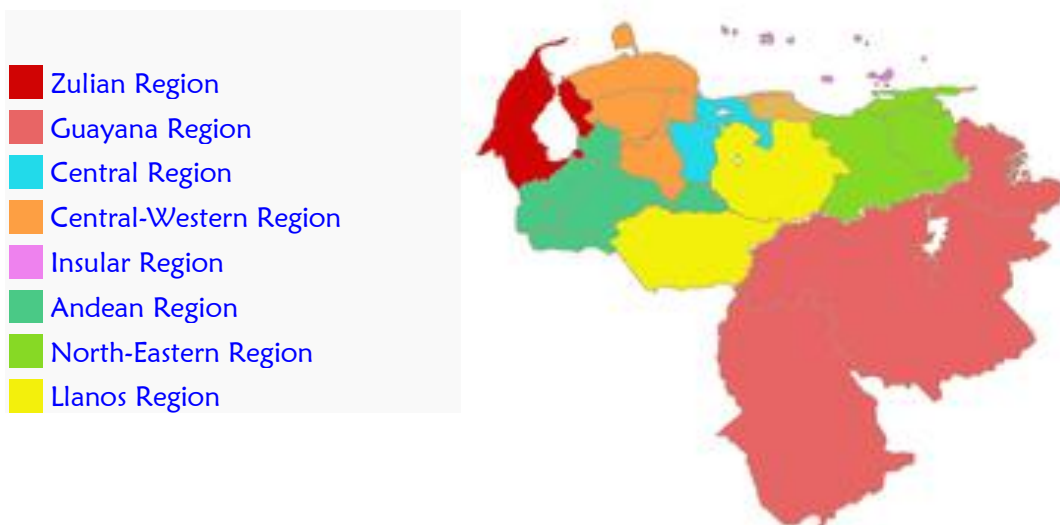 Zulian Region
Guayana Region
Central Region
Central-Western Region
Insular Region
Andean Region
North-Eastern Region
Llanos Region